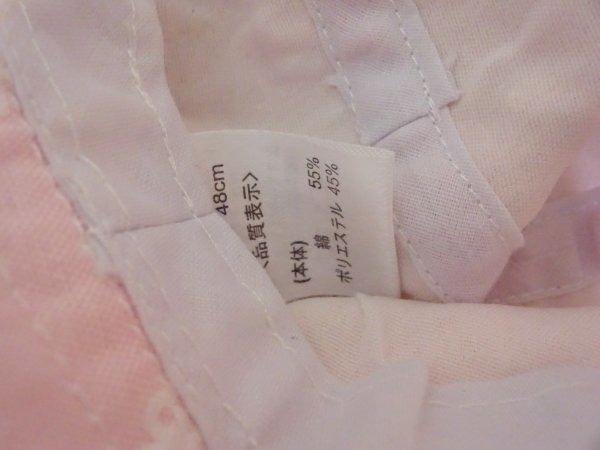 48cm
品質表示〉
(本体)
綿 55%
ポリエステル 45%